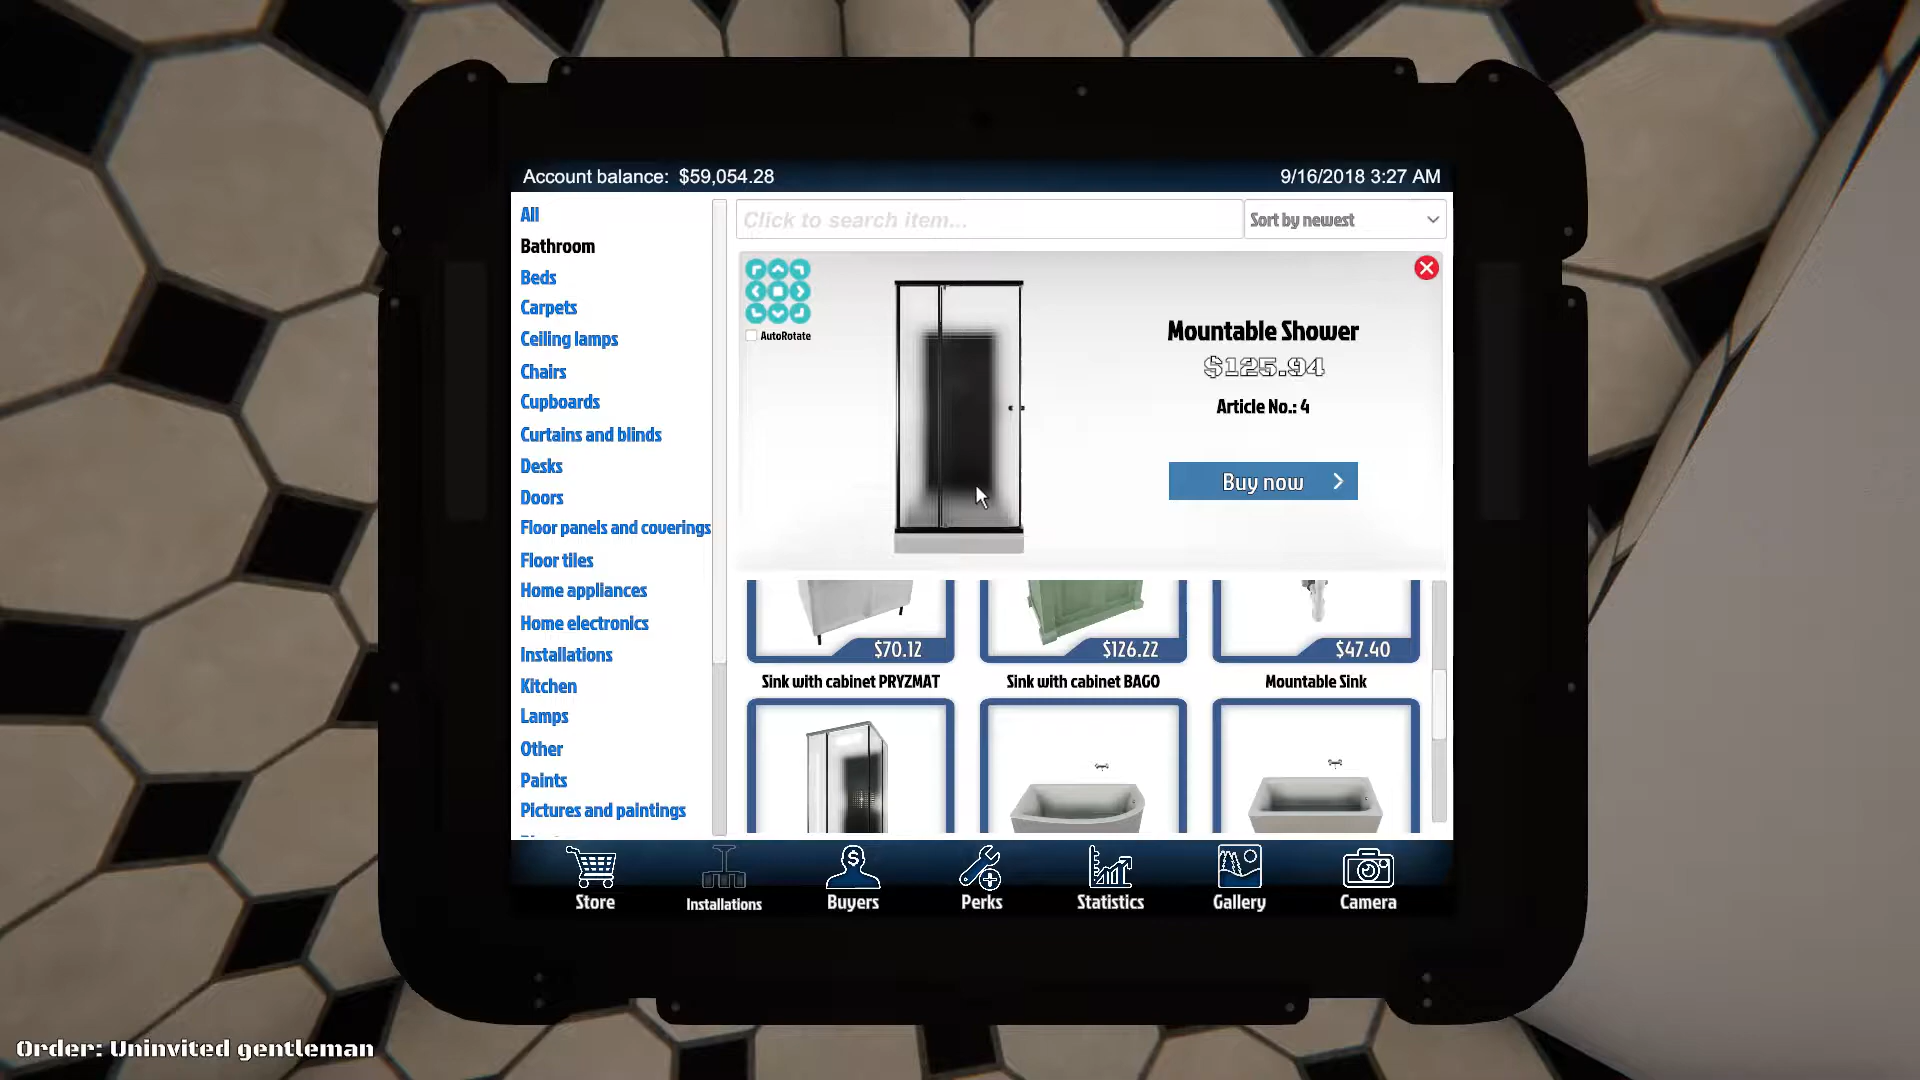 Account balance: $59,054.28
9/16/2018 3:27 AM
All
Bathroom
Beds
Carpets
Ceiling lamps
Chairs
Cupboards
Curtains and blinds
Desks
Doors
Floor panels and coverings
Floor tiles
Home appliances
Home electronics
Installations
Kitchen
Lamps
Other
Paints
Pictures and paintings
Click to search item...
Sort by newest
AutoRotate
Mountable Shower
$125.94
Article No.: 4
Buy now
$70.12
$126.22
$47.40
Sink with cabinet PRYZMAT
Sink with cabinet BAGO
Mountable Sink
Store
Installations
Buyers
Perks
Statistics
Gallery
Camera
Order: Uninvited gentleman